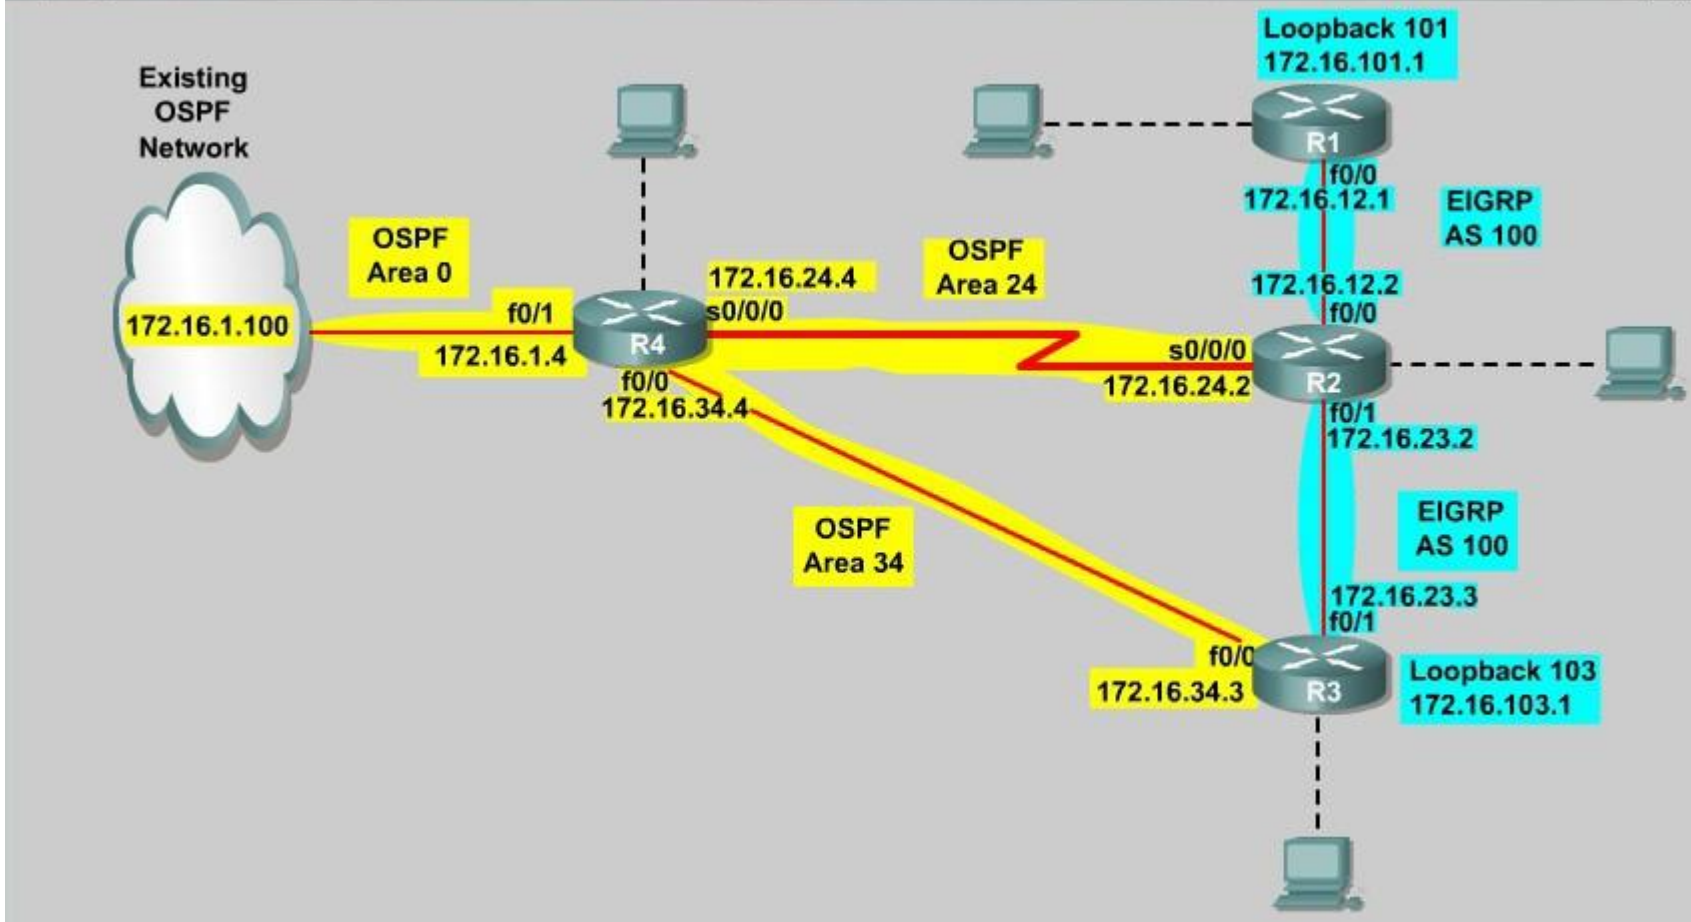 Loopback 101
172.16.101.1
Existing
OSPF
Network
R1
f0/0
172.16.12.1
EIGRP
AS 100
OSPF
Area 0
172.16.24.4
OSPF
Area 24
172.16.12.2
f0/0
172.16.1.100
f0/1
s0/0/0
R4
172.16.1.4
s0/0/0
R2
172.16.24.2
f0/0
172.16.34.4
f0/1
172.16.23.2
OSPF
Area 34
EIGRP
AS 100
172.16.23.3
f0/1
f0/0
172.16.34.3
R3
Loopback 103
172.16.103.1